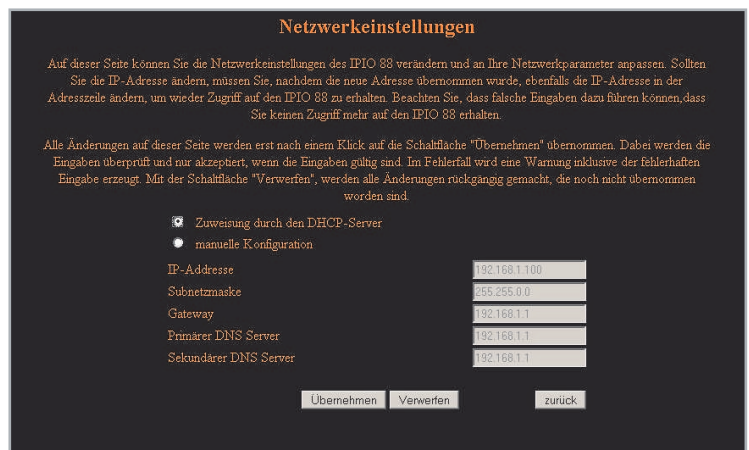 Netzwerkeinstellungen
Auf dieser Seite können Sie die Netzwerkeinstellungen des IPIO 88 verändern und an Ihre Netzwerkparameter anpassen. Sollten
Sie die IP-Adresse ändern, müssen Sie, nachdem die neue Adresse übernommen wurde, ebenfalls die IP-Adresse in der
Adresszeile ändern, um wieder Zugriff auf den IPIO 88 zu erhalten. Beachten Sie, dass falsche Eingaben dazu führen können,dass
Sie keinen Zugriff mehr auf den IPIO 88 erhalten.
Alle Änderungen auf dieser Seite werden erst nach einem Klick auf die Schaltfläche "Übernehmen" übernommen. Dabei werden die
Eingaben überprüft und nur akzeptiert, wenn die Eingaben gültig sind. Im Fehlerfall wird eine Warnung inklusive der fehlerhaften
Eingabe erzeugt. Mit der Schaltfläche "Verwerfen", werden alle Änderungen rückgängig gemacht, die noch nicht übernommen
worden sind.
Zuweisung durch den DHCP-Server
manuelle Konfiguration
IP-Addresse 192.168.1.100
Subnetzmaske 255.255.0.0
Gateway 192.168.1.1
Primärer DNS Server 192.168.1.1
Sekundärer DNS Server 192.168.1.1
Übernehmen Verwerfen zurück